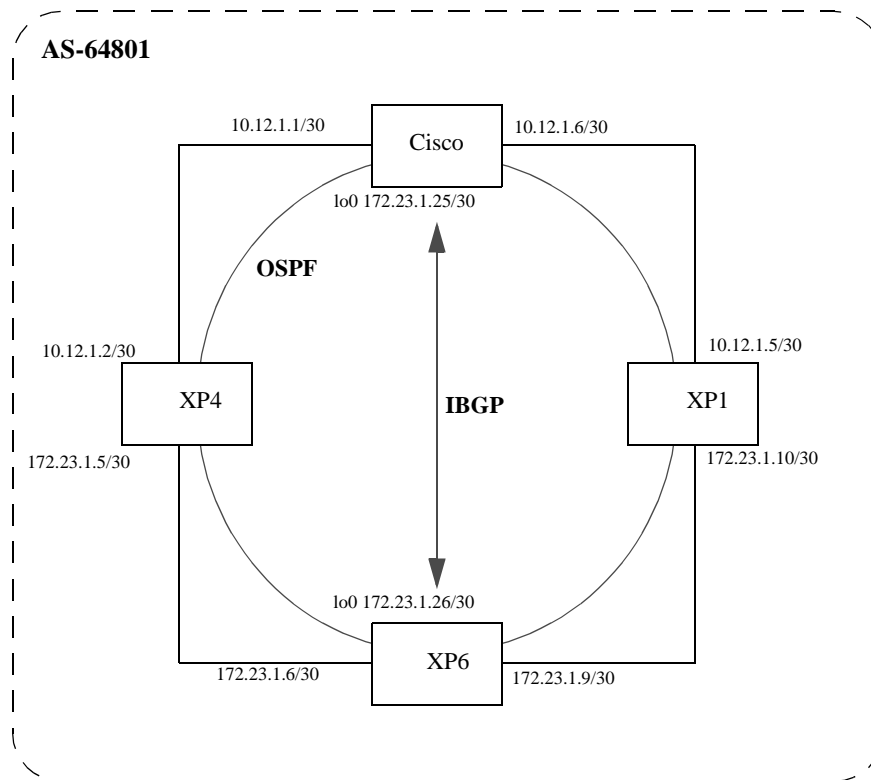 AS-64801
10.12.1.1/30
10.12.1.6/30
Cisco
lo0 172.23.1.25/30
OSPF
10.12.1.2/30
10.12.1.5/30
XP4
IBGP
XP1
172.23.1.5/30
172.23.1.10/30
lo0 172.23.1.26/30
XP6
172.23.1.6/30
172.23.1.9/30